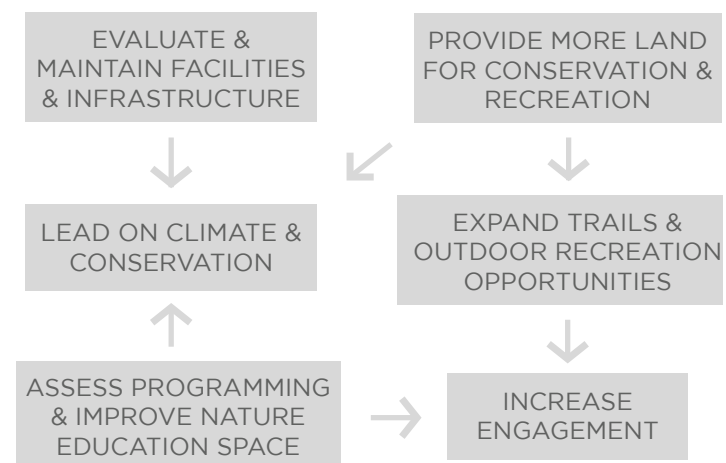 EVALUATE &
MAINTAIN FACILITIES
& INFRASTRUCTURE
PROVIDE MORE LAND
FOR CONSERVATION &
RECREATION
LEAD ON CLIMATE &
CONSERVATION
EXPAND TRAILS &
OUTDOOR RECREATION
OPPORTUNITIES
ASSESS PROGRAMMING
& IMPROVE NATURE
EDUCATION SPACE
INCREASE
ENGAGEMENT